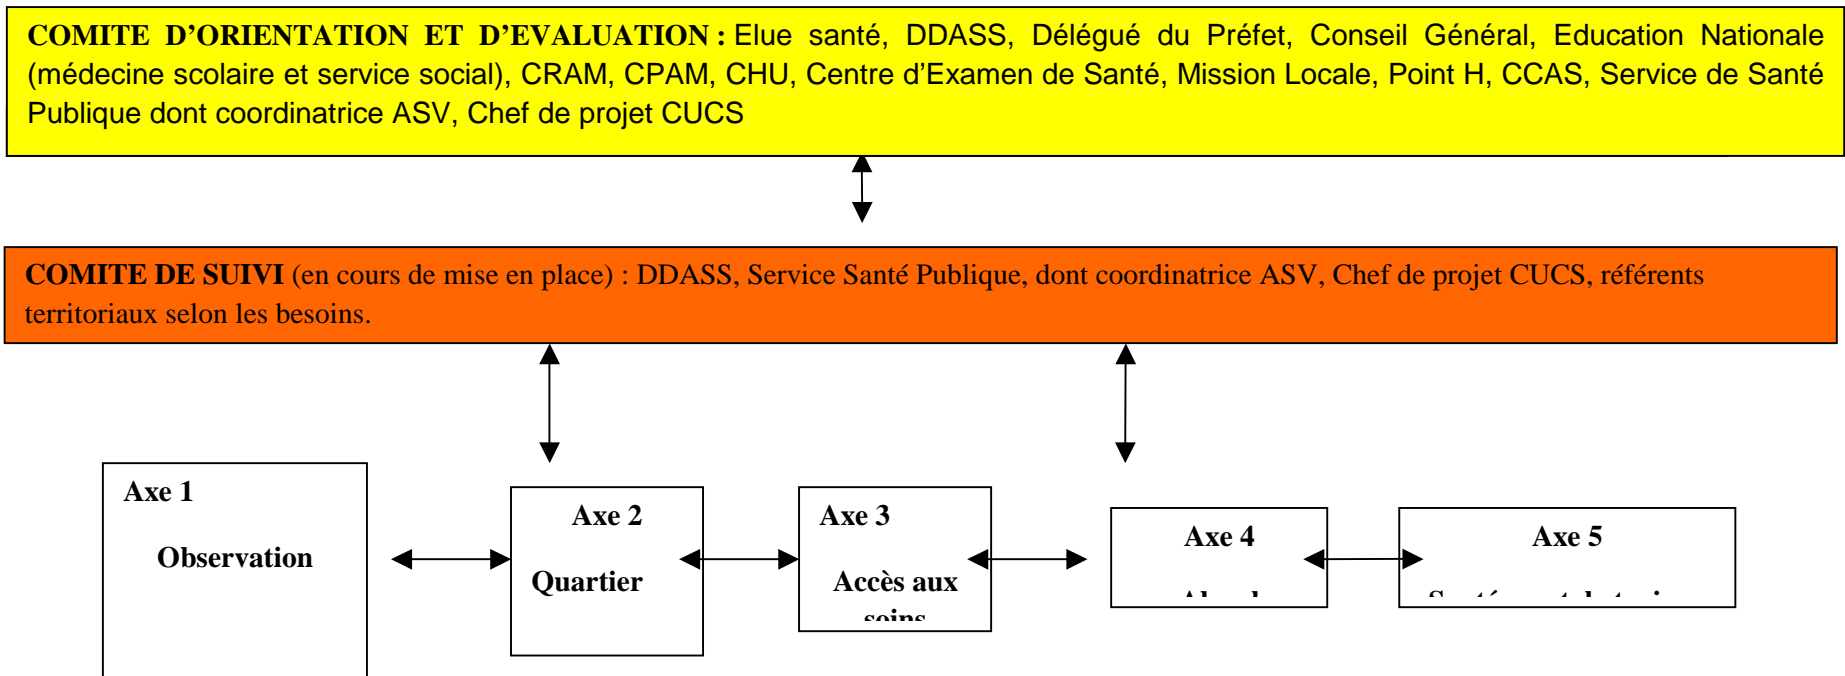 COMITE D'ORIENTATION ET D'EVALUATION : Elue santé, DDASS, Délégué du Préfet, Conseil Général, Education Nationale
(médecine scolaire et service social), CRAM, CPAM, CHU, Centre d'Examen de Santé, Mission Locale, Point H, CCAS, Service de Santé
Publique dont coordinatrice ASV, Chef de projet CUCS
COMITE DE SUIVI (en cours de mise en place) : DDASS, Service Santé Publique, dont coordinatrice ASV, Chef de projet CUCS, référents
territoriaux selon les besoins.
Axe 1
Observation
Axe 2
Quartier
Axe 3
Accès aux
soins
Axe 4
Axe 5